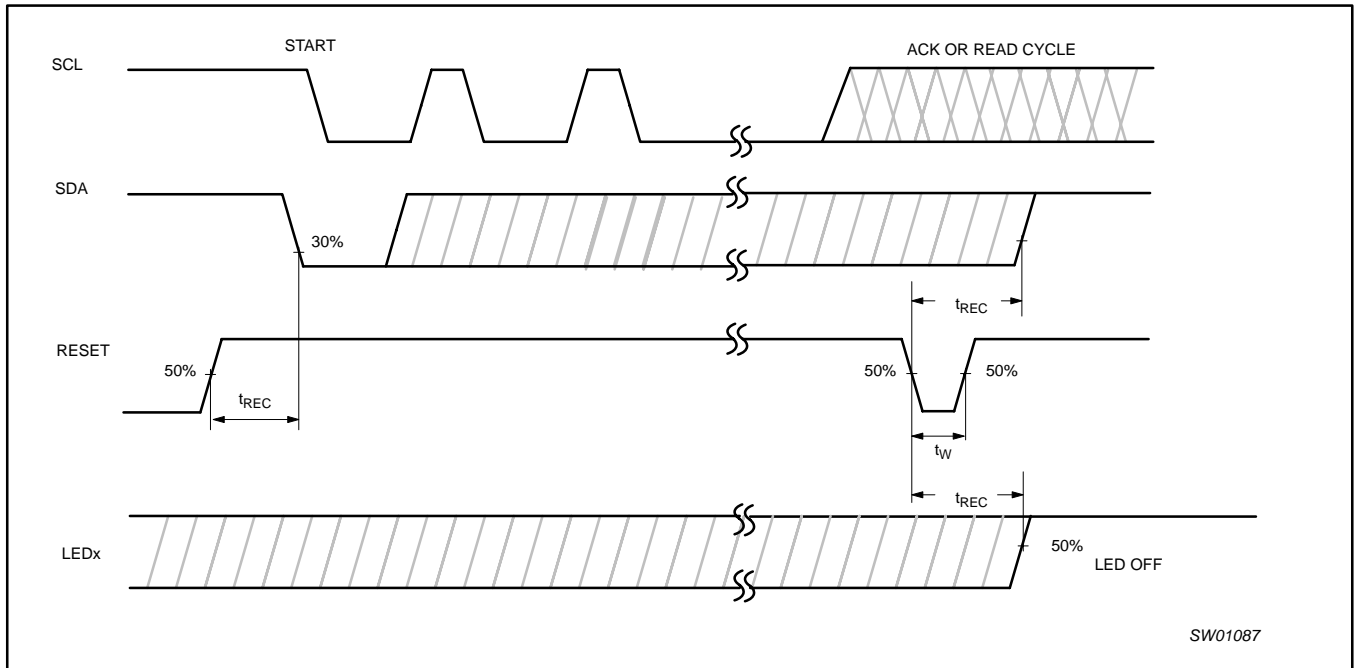 START
ACK OR READ CYCLE
SCL
SDA
30%
tREC
RESET
50%
50%
50%
tREC
tW
tREC
LEDx
50%
LED OFF
SW01087